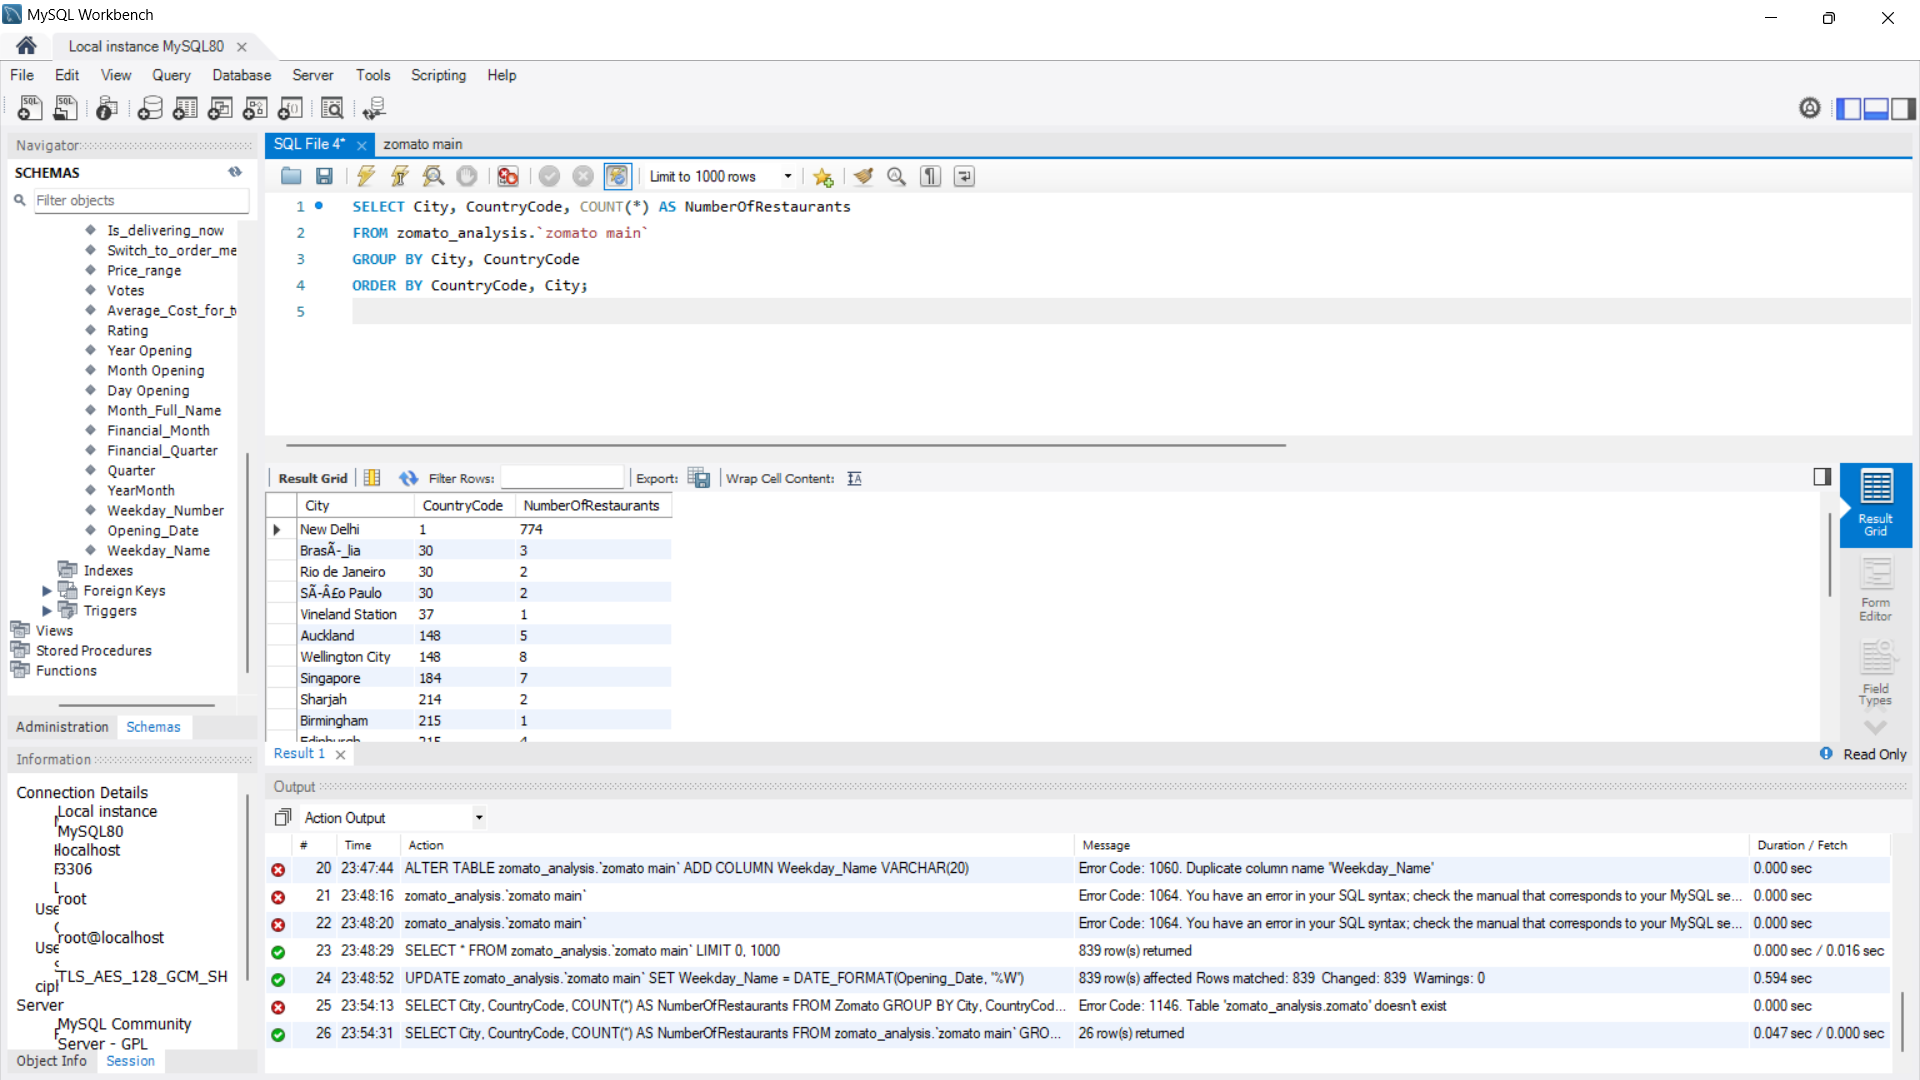 MySQL Workbench
Local instance MySQL80
File Edit View Query Database Server Tools Scripting Help
Navigator
SCHEMAS
Filter objects
Is_delivering_now
Switch_to_order_me
Price_range
Votes
Average_Cost_for_t
Rating
Year Opening
Month Opening
Day Opening
Month_Full_Name
Financial_Month
Financial_Quarter
Quarter
YearMonth
Weekday_Number
Opening_Date
Weekday_Name
Indexes
Foreign Keys
Triggers
Views
Stored Procedures
Functions
Administration Schemas
Information
Connection Details
Local instance
MySQL80
localhost
3306
root
Use
root@localhost
Use
TLS_AES_128_GCM_SH
ciph
Server
MySQL Community
Server - GPL
Object Info Session
SQL File 4* zomato main
Limit to 1000 rows
1 SELECT City, CountryCode, COUNT(*) AS NumberOfRestaurants
2 FROM zomato_analysis.`zomato main`
3 GROUP BY City, CountryCode
4 ORDER BY CountryCode, City;
5
Result Grid Filter Rows: Export: Wrap Cell Content:
City CountryCode NumberOfRestaurants
New Delhi 1 774
BrasÃ-_lia 30 3
Rio de Janeiro 30 2
SÃ-Â£o Paulo 30 2
Vineland Station 37 1
Auckland 148 5
Wellington City 148 8
Singapore 184 7
Sharjah 214 2
Birmingham 215 1
Edinburgh 215 4
Result Grid
Form Editor
Field Types
Result 1
Read Only
Output
Action Output
# Time Action Message Duration / Fetch
20 23:47:44 ALTER TABLE zomato_analysis.`zomato main` ADD COLUMN Weekday_Name VARCHAR(20) Error Code: 1060. Duplicate column name 'Weekday_Name' 0.000 sec
21 23:48:16 zomato_analysis.`zomato main` Error Code: 1064. You have an error in your SQL syntax; check the manual that corresponds to your MySQL se... 0.000 sec
22 23:48:20 zomato_analysis.`zomato main` Error Code: 1064. You have an error in your SQL syntax; check the manual that corresponds to your MySQL se... 0.000 sec
23 23:48:29 SELECT * FROM zomato_analysis.`zomato main` LIMIT 0, 1000 839 row(s) returned 0.000 sec / 0.016 sec
24 23:48:52 UPDATE zomato_analysis.`zomato main` SET Weekday_Name = DATE_FORMAT(Opening_Date, '%W') 839 row(s) affected Rows matched: 839 Changed: 839 Warnings: 0 0.594 sec
25 23:54:13 SELECT City, CountryCode, COUNT(*) AS NumberOfRestaurants FROM Zomato GROUP BY City, CountryCod... Error Code: 1146. Table 'zomato_analysis.zomato' doesn't exist 0.000 sec
26 23:54:31 SELECT City, CountryCode, COUNT(*) AS NumberOfRestaurants FROM zomato_analysis.`zomato main` GRO... 26 row(s) returned 0.047 sec / 0.000 sec